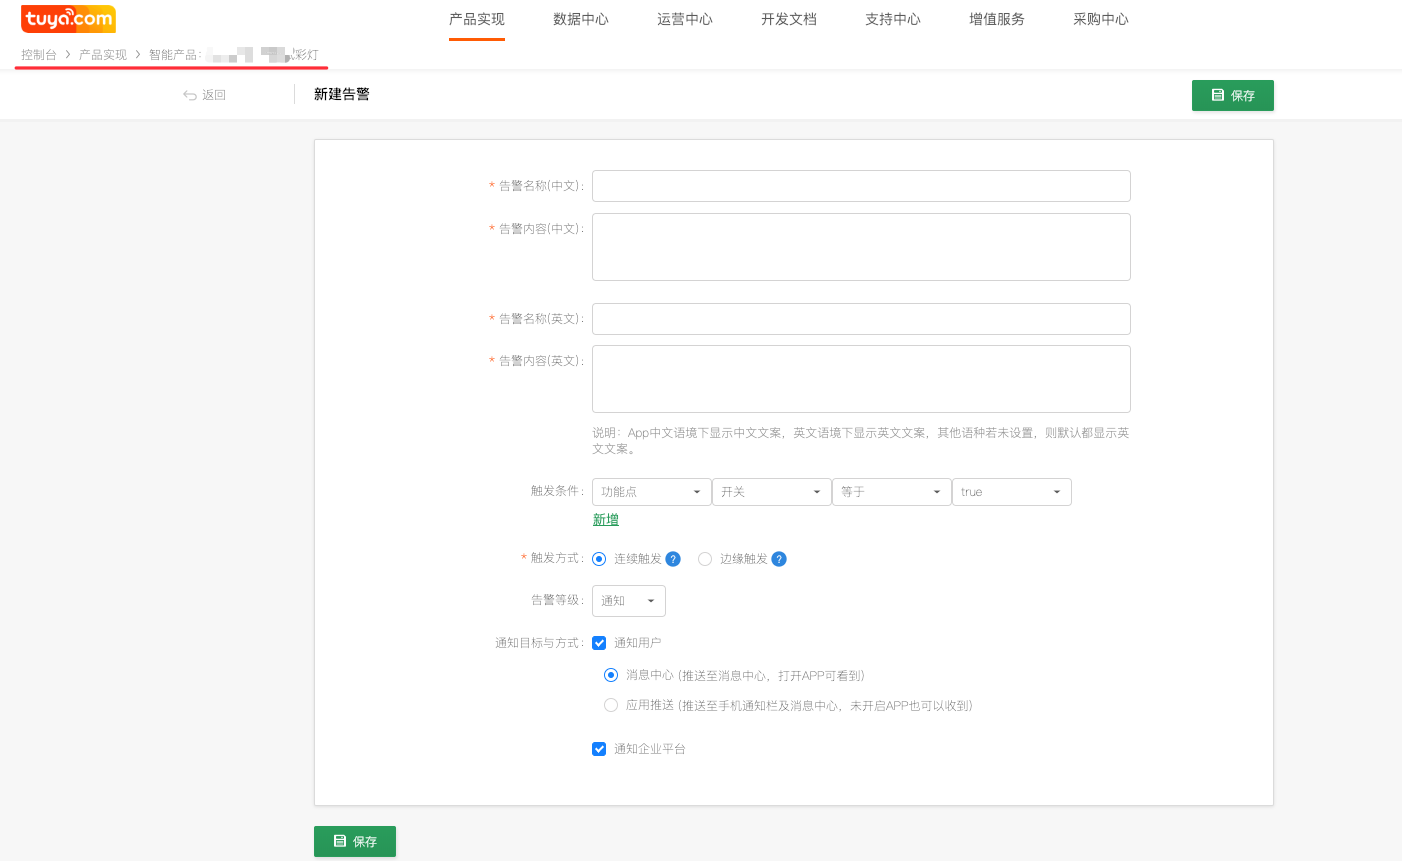 tuya.com
产品实现 数据中心 运营中心 开发文档 支持中心 增值服务 采购中心
控制台 > 产品实现 > 智能产品: 彩灯
返回 新建告警 保存
* 告警名称(中文):
* 告警内容(中文):
* 告警名称(英文):
* 告警内容(英文):
说明：App中文语境下显示中文文案，英文语境下显示英文文案，其他语种若未设置，则默认都显示英
文文案。
触发条件: 功能点 开关 等于 true
新增
* 触发方式: 连续触发 ? 边缘触发 ?
告警等级: 通知
通知目标与方式: 通知用户
消息中心 (推送至消息中心，打开APP可看到)
应用推送 (推送至手机通知栏及消息中心，未开启APP也可以收到)
通知企业平台
保存